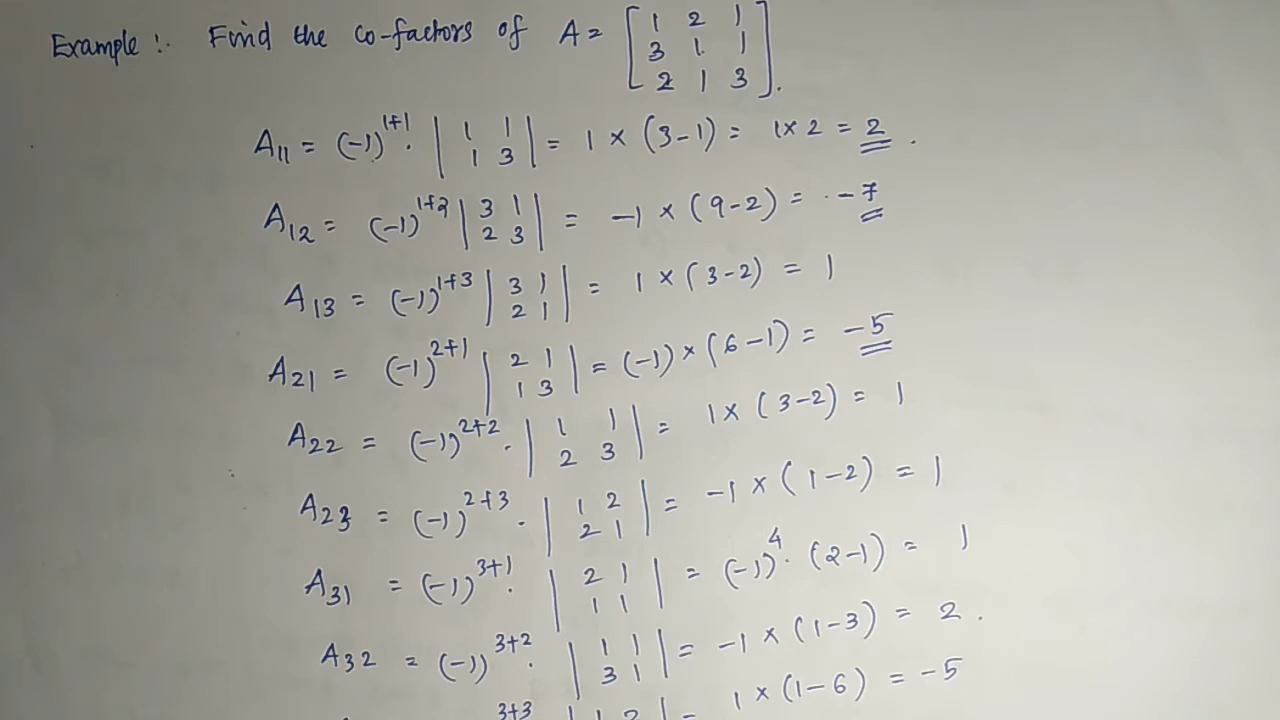 Example :. Find the co-factors of A = [ 1 2 1
3 1 1
2 1 3 ].
A11 = (-1)^1+1 . | 1 1
1 3 | = 1 × (3-1) = 1×2 = 2.
A12 = (-1)^1+2 | 3 1
2 3 | = -1 × (9-2) = -7
A13 = (-1)^1+3 | 3 1
2 1 | = 1 × (3-2) = 1
A21 = (-1)^2+1 | 2 1
1 3 | = (-1) × (6-1) = -5
A22 = (-1)^2+2 . | 1 1
2 3 | = 1 × (3-2) = 1
A23 = (-1)^2+3 . | 1 2
2 1 | = -1 × (1-2) = 1
A31 = (-1)^3+1 . | 2 1
1 1 | = (-1)^4 . (2-1) = 1
A32 = (-1)^3+2 . | 1 1
3 1 | = -1 × (1-3) = 2.
3+3 | 1 2 | = 1 × (1-6) = -5